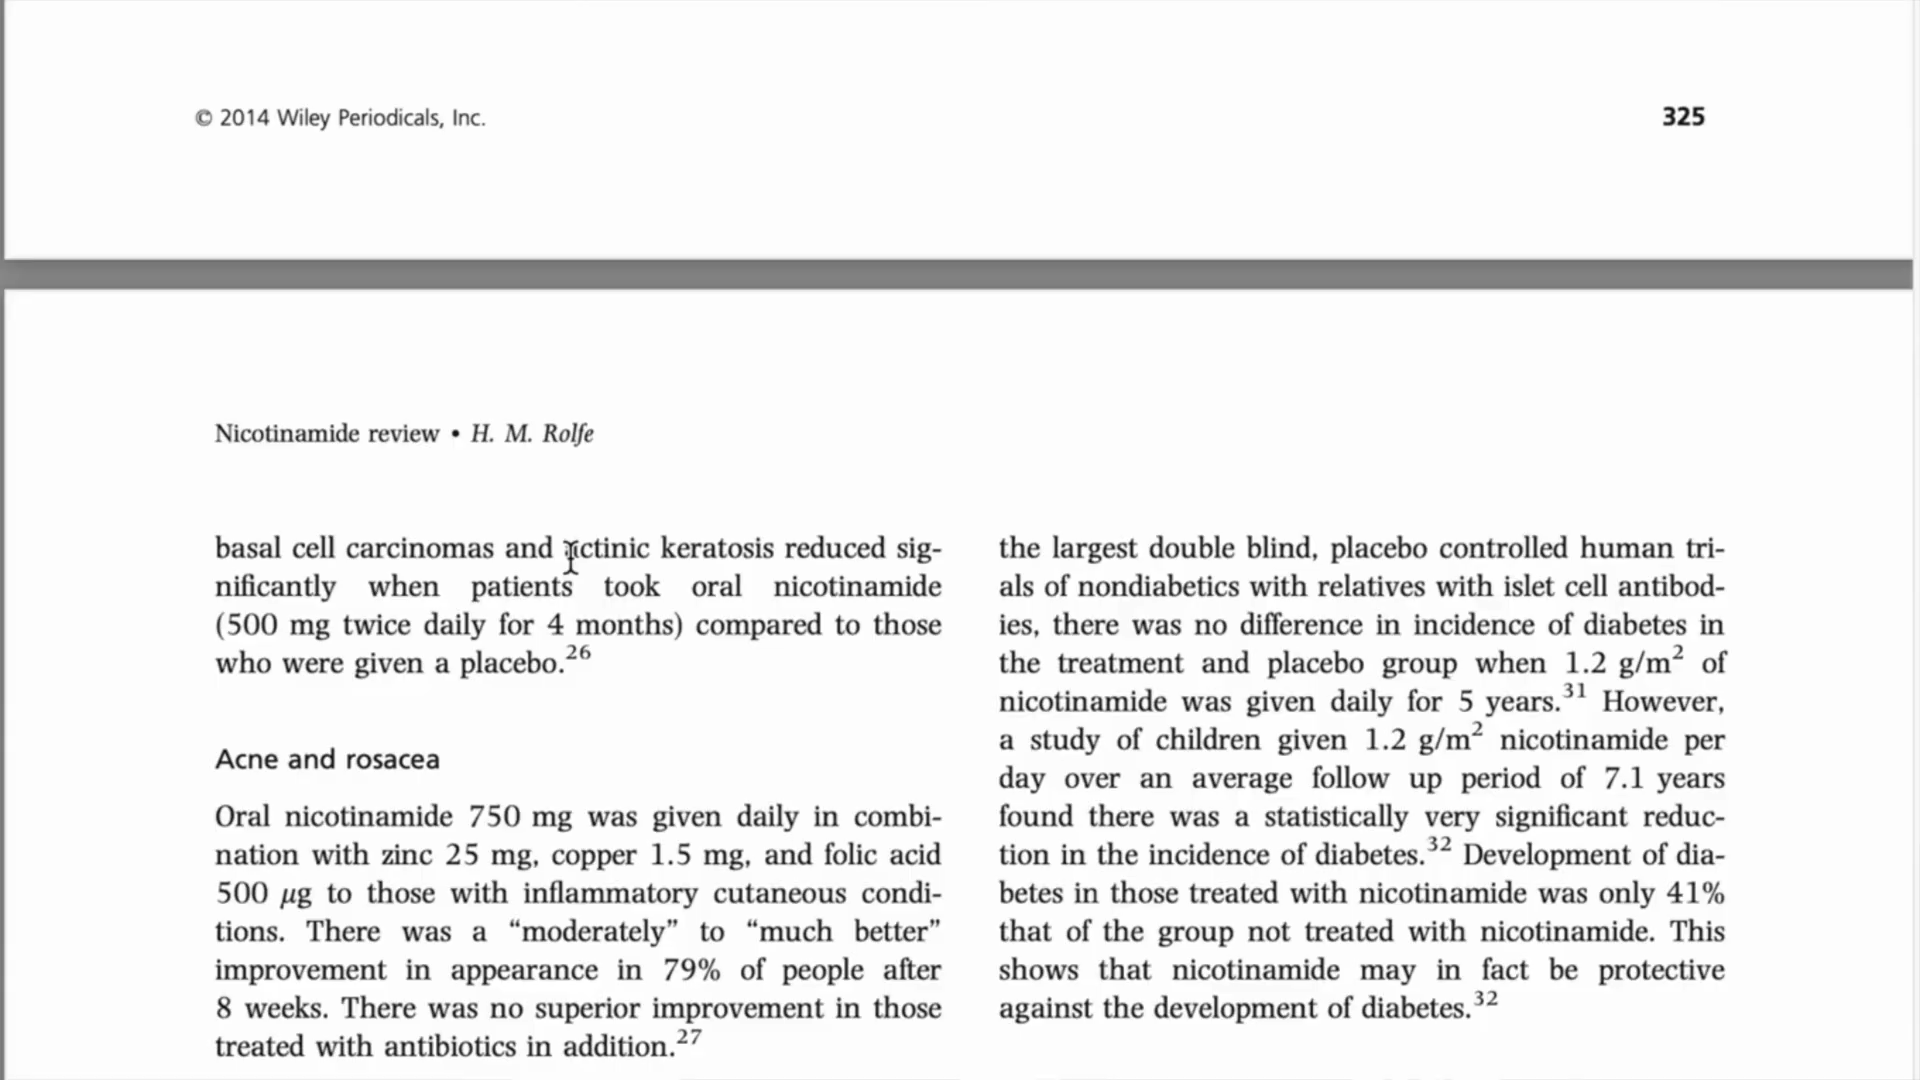 © 2014 Wiley Periodicals, Inc.
325
Nicotinamide review • H. M. Rolfe
basal cell carcinomas and actinic keratosis reduced sig-
nificantly when patients took oral nicotinamide
(500 mg twice daily for 4 months) compared to those
who were given a placebo.26
Acne and rosacea
Oral nicotinamide 750 mg was given daily in combi-
nation with zinc 25 mg, copper 1.5 mg, and folic acid
500 μg to those with inflammatory cutaneous condi-
tions. There was a “moderately” to “much better”
improvement in appearance in 79% of people after
8 weeks. There was no superior improvement in those
treated with antibiotics in addition.27
the largest double blind, placebo controlled human tri-
als of nondiabetics with relatives with islet cell antibod-
ies, there was no difference in incidence of diabetes in
the treatment and placebo group when 1.2 g/m2 of
nicotinamide was given daily for 5 years.31 However,
a study of children given 1.2 g/m2 nicotinamide per
day over an average follow up period of 7.1 years
found there was a statistically very significant reduc-
tion in the incidence of diabetes.32 Development of dia-
betes in those treated with nicotinamide was only 41%
that of the group not treated with nicotinamide. This
shows that nicotinamide may in fact be protective
against the development of diabetes.32